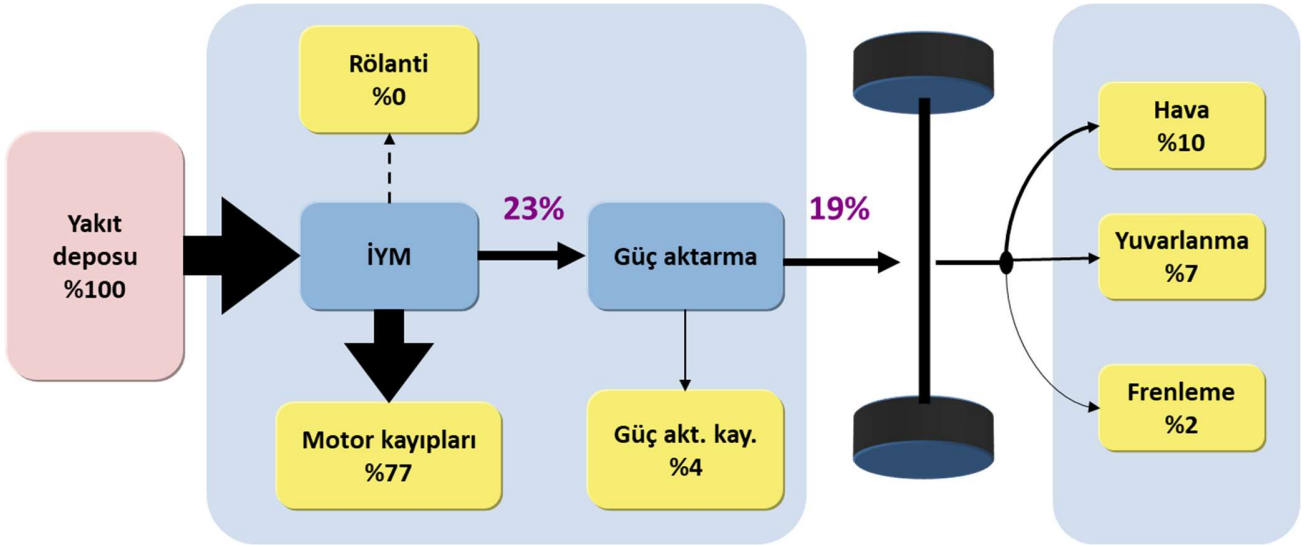 Yakıt
deposu
%100
Rölanti
%0
İYM
Motor kayıpları
%77
23%
Güç aktarma
Güç akt. kay.
%4
19%
Hava
%10
Yuvarlanma
%7
Frenleme
%2